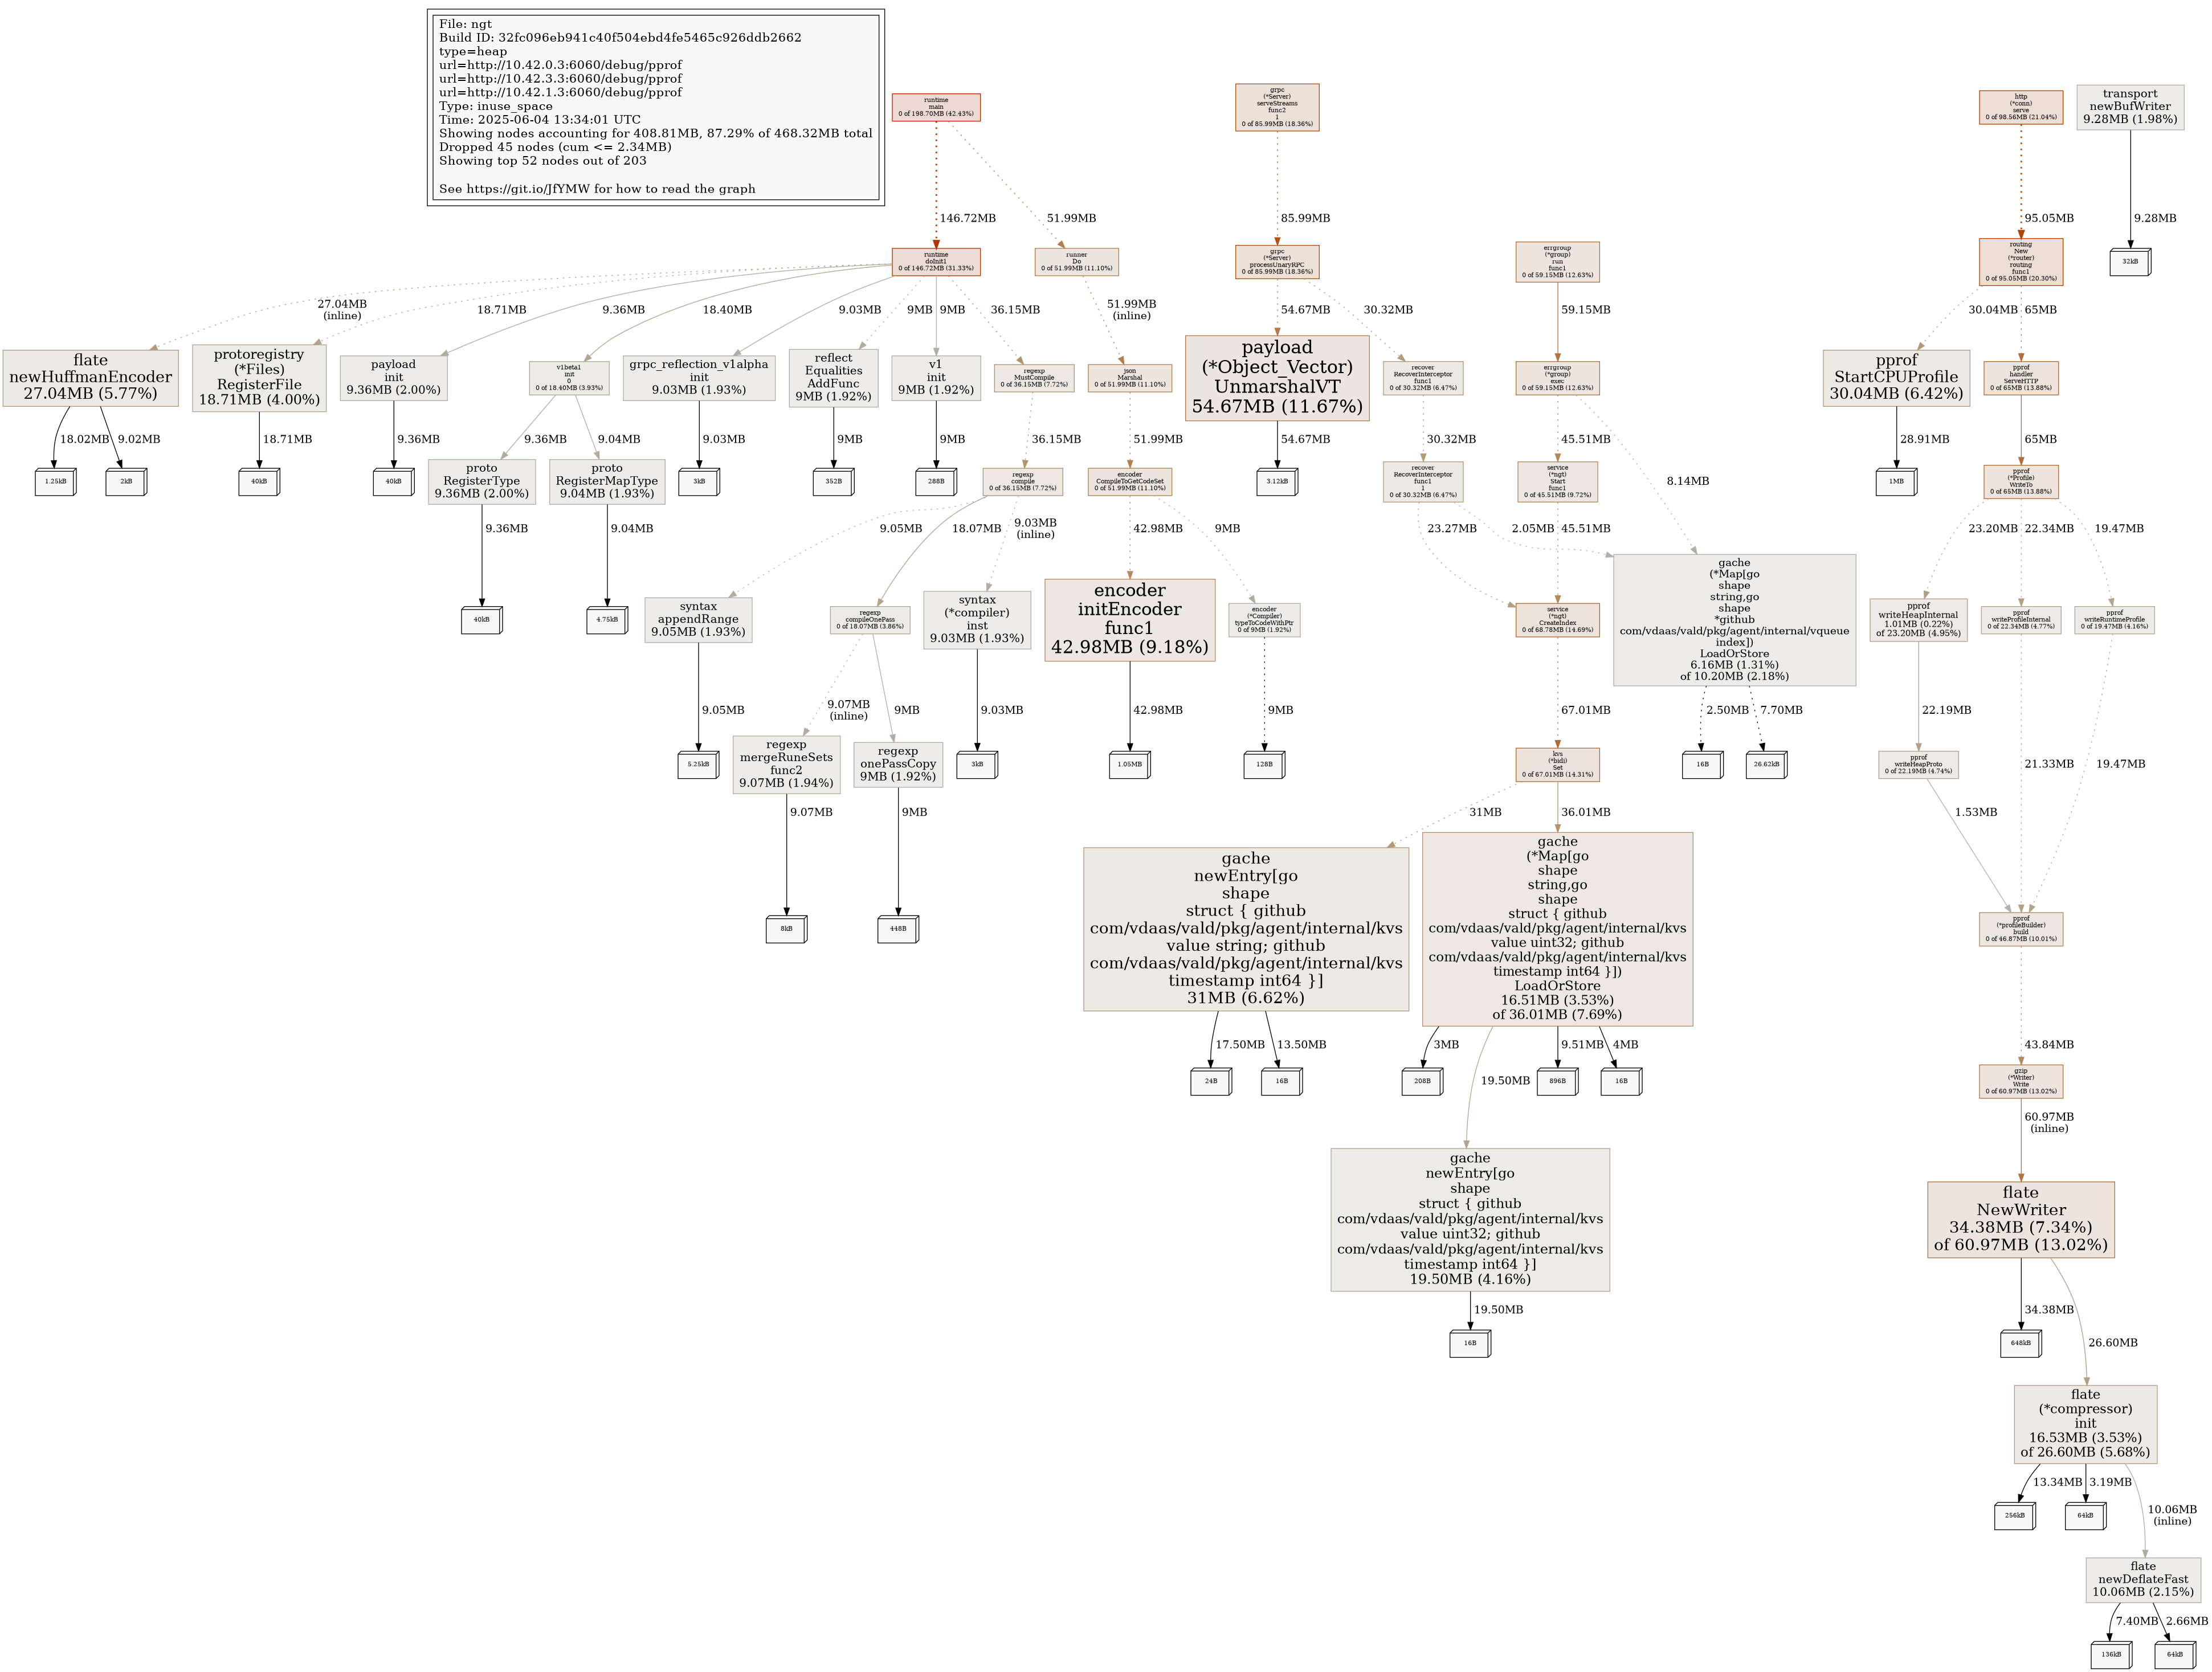 File: ngt
Build ID: 32fc096eb941c40f504ebd4fe5465c926ddb2662
type=heap
url=http://10.42.0.3:6060/debug/pprof
url=http://10.42.3.3:6060/debug/pprof
url=http://10.42.1.3:6060/debug/pprof
Type: inuse_space
Time: 2025-06-04 13:34:01 UTC
Showing nodes accounting for 408.81MB, 87.29% of 468.32MB total
Dropped 45 nodes (cum <= 2.34MB)
Showing top 52 nodes out of 203
See https://git.io/JfYMW for how to read the graph
runtime
main
0 of 198.70MB (42.43%)
grpc
(*Server)
serveStreams
func2
1
0 of 85.99MB (18.36%)
http
(*conn)
serve
0 of 98.56MB (21.04%)
transport
newBufWriter
9.28MB (1.98%)
146.72MB
51.99MB
85.99MB
95.05MB
9.28MB
runtime
doInit1
0 of 146.72MB (31.33%)
runner
Do
0 of 51.99MB (11.10%)
grpc
(*Server)
processUnaryRPC
0 of 85.99MB (18.36%)
errgroup
(*group)
run
func1
0 of 59.15MB (12.63%)
routing
New
(*router)
routing
func1
0 of 95.05MB (20.30%)
32kB
27.04MB
(inline)
18.71MB
9.36MB
18.40MB
9.03MB
9MB
9MB
36.15MB
51.99MB
(inline)
54.67MB
30.32MB
59.15MB
30.04MB
65MB
flate
newHuffmanEncoder
27.04MB (5.77%)
protoregistry
(*Files)
RegisterFile
18.71MB (4.00%)
payload
init
9.36MB (2.00%)
v1beta1
init
0
0 of 18.40MB (3.93%)
grpc_reflection_v1alpha
init
9.03MB (1.93%)
reflect
Equalities
AddFunc
9MB (1.92%)
v1
init
9MB (1.92%)
regexp
MustCompile
0 of 36.15MB (7.72%)
json
Marshal
0 of 51.99MB (11.10%)
payload
(*Object_Vector)
UnmarshalVT
54.67MB (11.67%)
recover
RecoverInterceptor
func1
0 of 30.32MB (6.47%)
errgroup
(*group)
exec
0 of 59.15MB (12.63%)
pprof
StartCPUProfile
30.04MB (6.42%)
pprof
handler
ServeHTTP
0 of 65MB (13.88%)
18.02MB
9.02MB
18.71MB
9.36MB
9.36MB
9.04MB
9.03MB
9MB
9MB
36.15MB
51.99MB
54.67MB
30.32MB
45.51MB
8.14MB
28.91MB
65MB
1.25kB
2kB
40kB
40kB
proto
RegisterType
9.36MB (2.00%)
proto
RegisterMapType
9.04MB (1.93%)
3kB
352B
288B
regexp
compile
0 of 36.15MB (7.72%)
encoder
CompileToGetCodeSet
0 of 51.99MB (11.10%)
3.12kB
recover
RecoverInterceptor
func1
1
0 of 30.32MB (6.47%)
service
(*ngt)
Start
func1
0 of 45.51MB (9.72%)
1MB
pprof
(*Profile)
WriteTo
0 of 65MB (13.88%)
9.36MB
9.04MB
9.05MB
18.07MB
9.03MB
(inline)
42.98MB
9MB
23.27MB
2.05MB
45.51MB
23.20MB
22.34MB
19.47MB
40kB
4.75kB
syntax
appendRange
9.05MB (1.93%)
regexp
compileOnePass
0 of 18.07MB (3.86%)
syntax
(*compiler)
inst
9.03MB (1.93%)
encoder
initEncoder
func1
42.98MB (9.18%)
encoder
(*Compiler)
typeToCodeWithPtr
0 of 9MB (1.92%)
service
(*ngt)
CreateIndex
0 of 68.78MB (14.69%)
gache
(*Map[go
shape
string,go
shape
*github
com/vdaas/vald/pkg/agent/internal/vqueue
index])
LoadOrStore
6.16MB (1.31%)
of 10.20MB (2.18%)
pprof
writeHeapInternal
1.01MB (0.22%)
of 23.20MB (4.95%)
pprof
writeProfileInternal
0 of 22.34MB (4.77%)
pprof
writeRuntimeProfile
0 of 19.47MB (4.16%)
9.05MB
9.07MB
(inline)
9MB
9.03MB
42.98MB
9MB
67.01MB
2.50MB
7.70MB
22.19MB
21.33MB
19.47MB
5.25kB
regexp
mergeRuneSets
func2
9.07MB (1.94%)
regexp
onePassCopy
9MB (1.92%)
3kB
1.05MB
128B
kvs
(*bidi)
Set
0 of 67.01MB (14.31%)
16B
26.62kB
pprof
writeHeapProto
0 of 22.19MB (4.74%)
9.07MB
9MB
31MB
36.01MB
1.53MB
8kB
448B
gache
newEntry[go
shape
struct { github
com/vdaas/vald/pkg/agent/internal/kvs
value string; github
com/vdaas/vald/pkg/agent/internal/kvs
timestamp int64 }]
31MB (6.62%)
gache
(*Map[go
shape
string,go
shape
struct { github
com/vdaas/vald/pkg/agent/internal/kvs
value uint32; github
com/vdaas/vald/pkg/agent/internal/kvs
timestamp int64 }])
LoadOrStore
16.51MB (3.53%)
of 36.01MB (7.69%)
pprof
(*profileBuilder)
build
0 of 46.87MB (10.01%)
17.50MB
13.50MB
3MB
19.50MB
9.51MB
4MB
43.84MB
24B
16B
208B
896B
16B
gzip
(*Writer)
Write
0 of 60.97MB (13.02%)
60.97MB
(inline)
gache
newEntry[go
shape
struct { github
com/vdaas/vald/pkg/agent/internal/kvs
value uint32; github
com/vdaas/vald/pkg/agent/internal/kvs
timestamp int64 }]
19.50MB (4.16%)
flate
NewWriter
34.38MB (7.34%)
of 60.97MB (13.02%)
19.50MB
34.38MB
26.60MB
16B
648kB
flate
(*compressor)
init
16.53MB (3.53%)
of 26.60MB (5.68%)
13.34MB
3.19MB
10.06MB
(inline)
256kB
64kB
flate
newDeflateFast
10.06MB (2.15%)
7.40MB
2.66MB
136kB
64kB